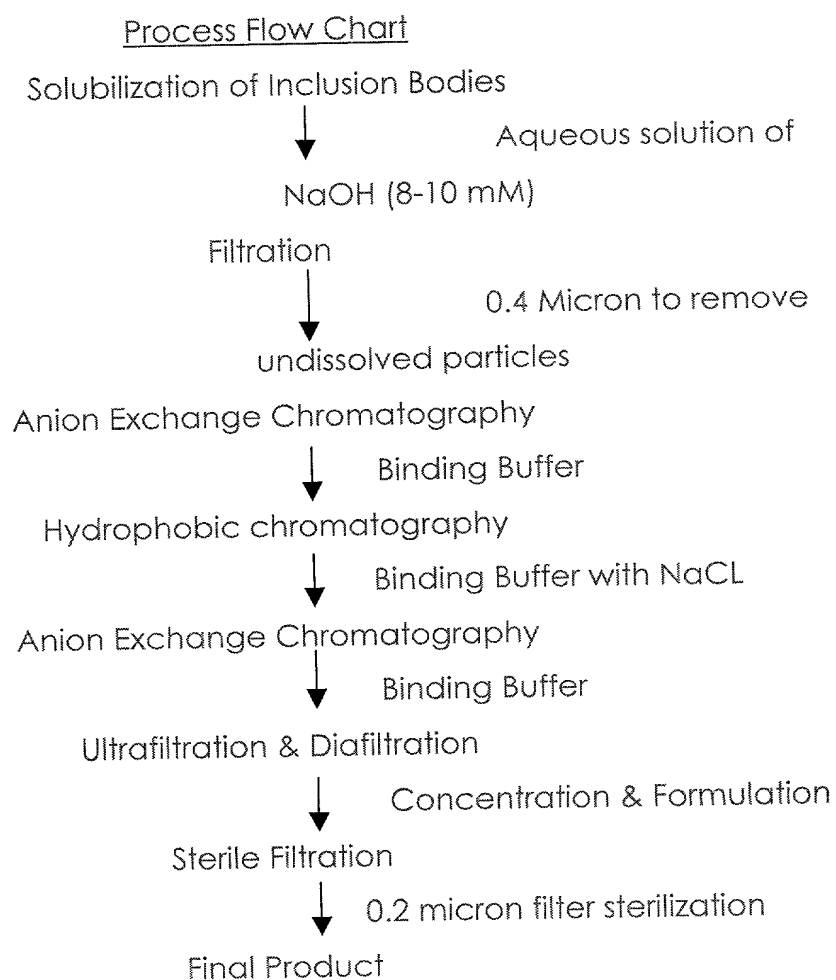 Process Flow Chart
Solubilization of Inclusion Bodies
Aqueous solution of
NaOH (8-10 mM)
Filtration
0.4 Micron to remove
undissolved particles
Anion Exchange Chromatography
Binding Buffer
Hydrophobic chromatography
Binding Buffer with NaCL
Anion Exchange Chromatography
Binding Buffer
Ultrafiltration & Diafiltration
Concentration & Formulation
Sterile Filtration
0.2 micron filter sterilization
Final Product